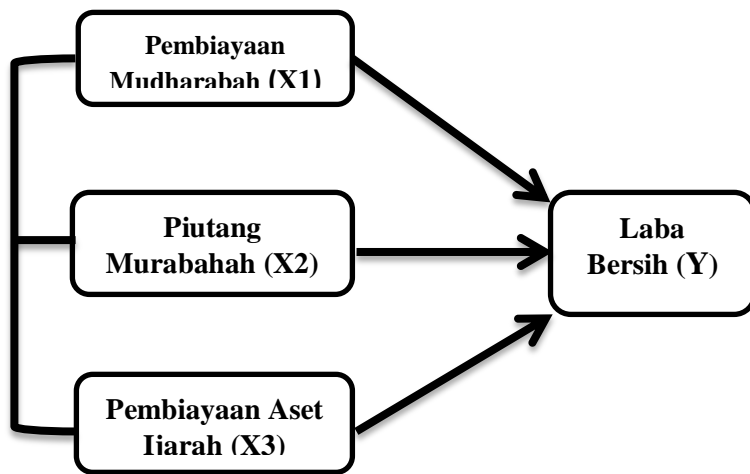 Pembiayaan
Mudharabah (X1)
Piutang
Murabahah (X2)
Laba
Bersih (Y)
Pembiayaan Aset
Ijarah (X3)